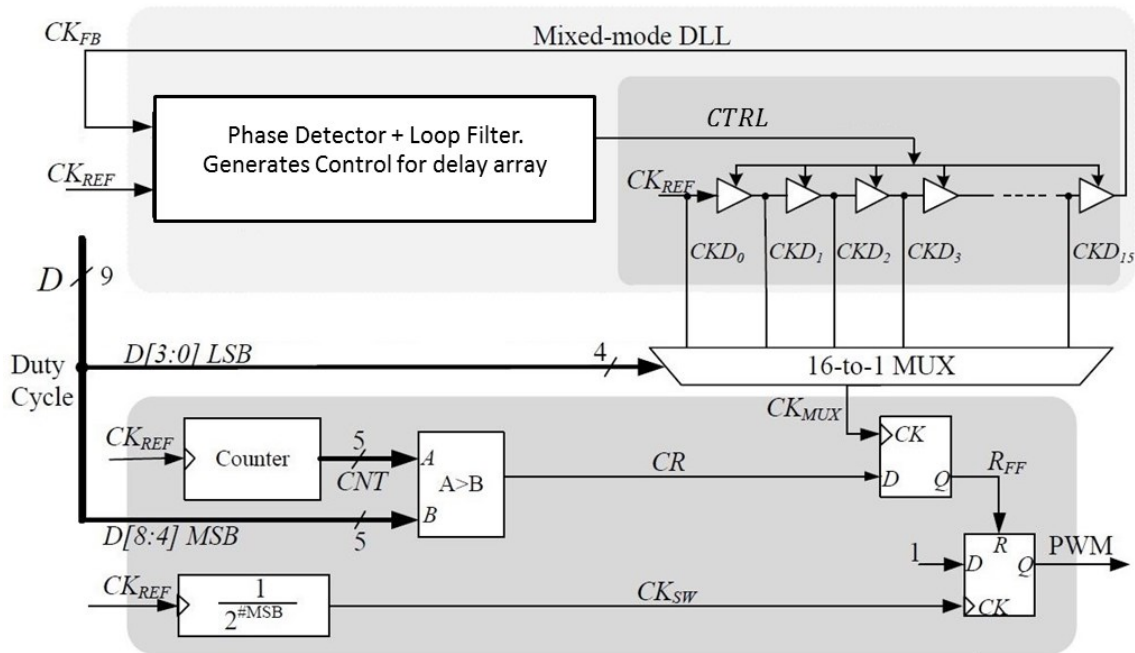 CK_FB
Mixed-mode DLL
Phase Detector + Loop Filter.
Generates Control for delay array
CTRL
CK_REF
CK_REF
CKD_0
CKD_1
CKD_2
CKD_3
CKD_15
D
9
D[3:0] LSB
4
16-to-1 MUX
Duty
Cycle
CK_MUX
CK_REF
Counter
5
CNT
A
A>B
B
CR
CK
D
Q
R_FF
D[8:4] MSB
5
1
R
D
Q
PWM
CK
CK_REF
1
2^#MSB
CK_SW